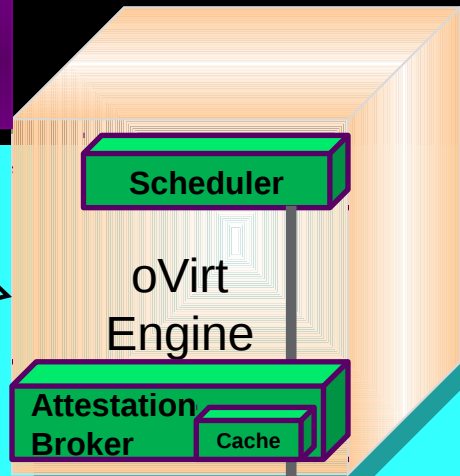 Scheduler
oVirt
Engine
Attestation
Broker
Cache